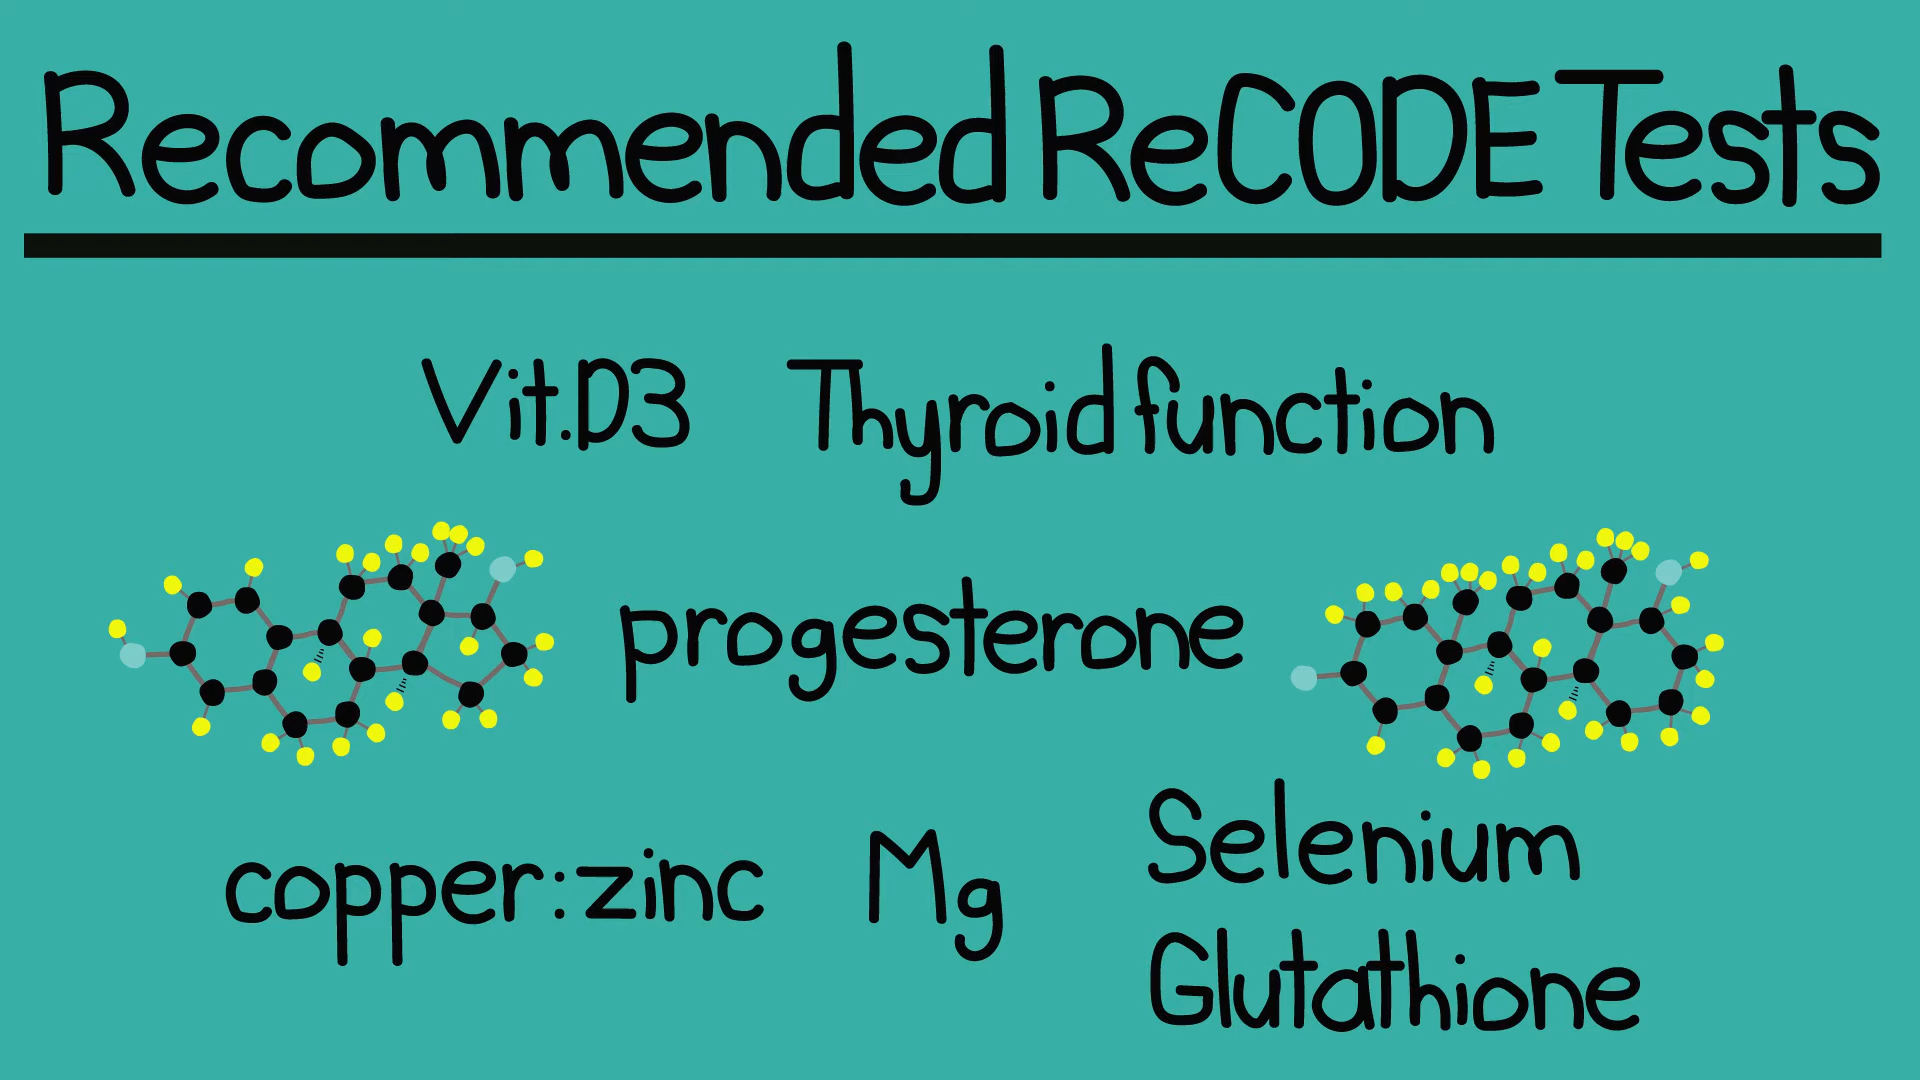 Recommended ReCODE Tests
Vit.D3 Thyroid function
progesterone
copper:zinc Mg Selenium
Glutathione